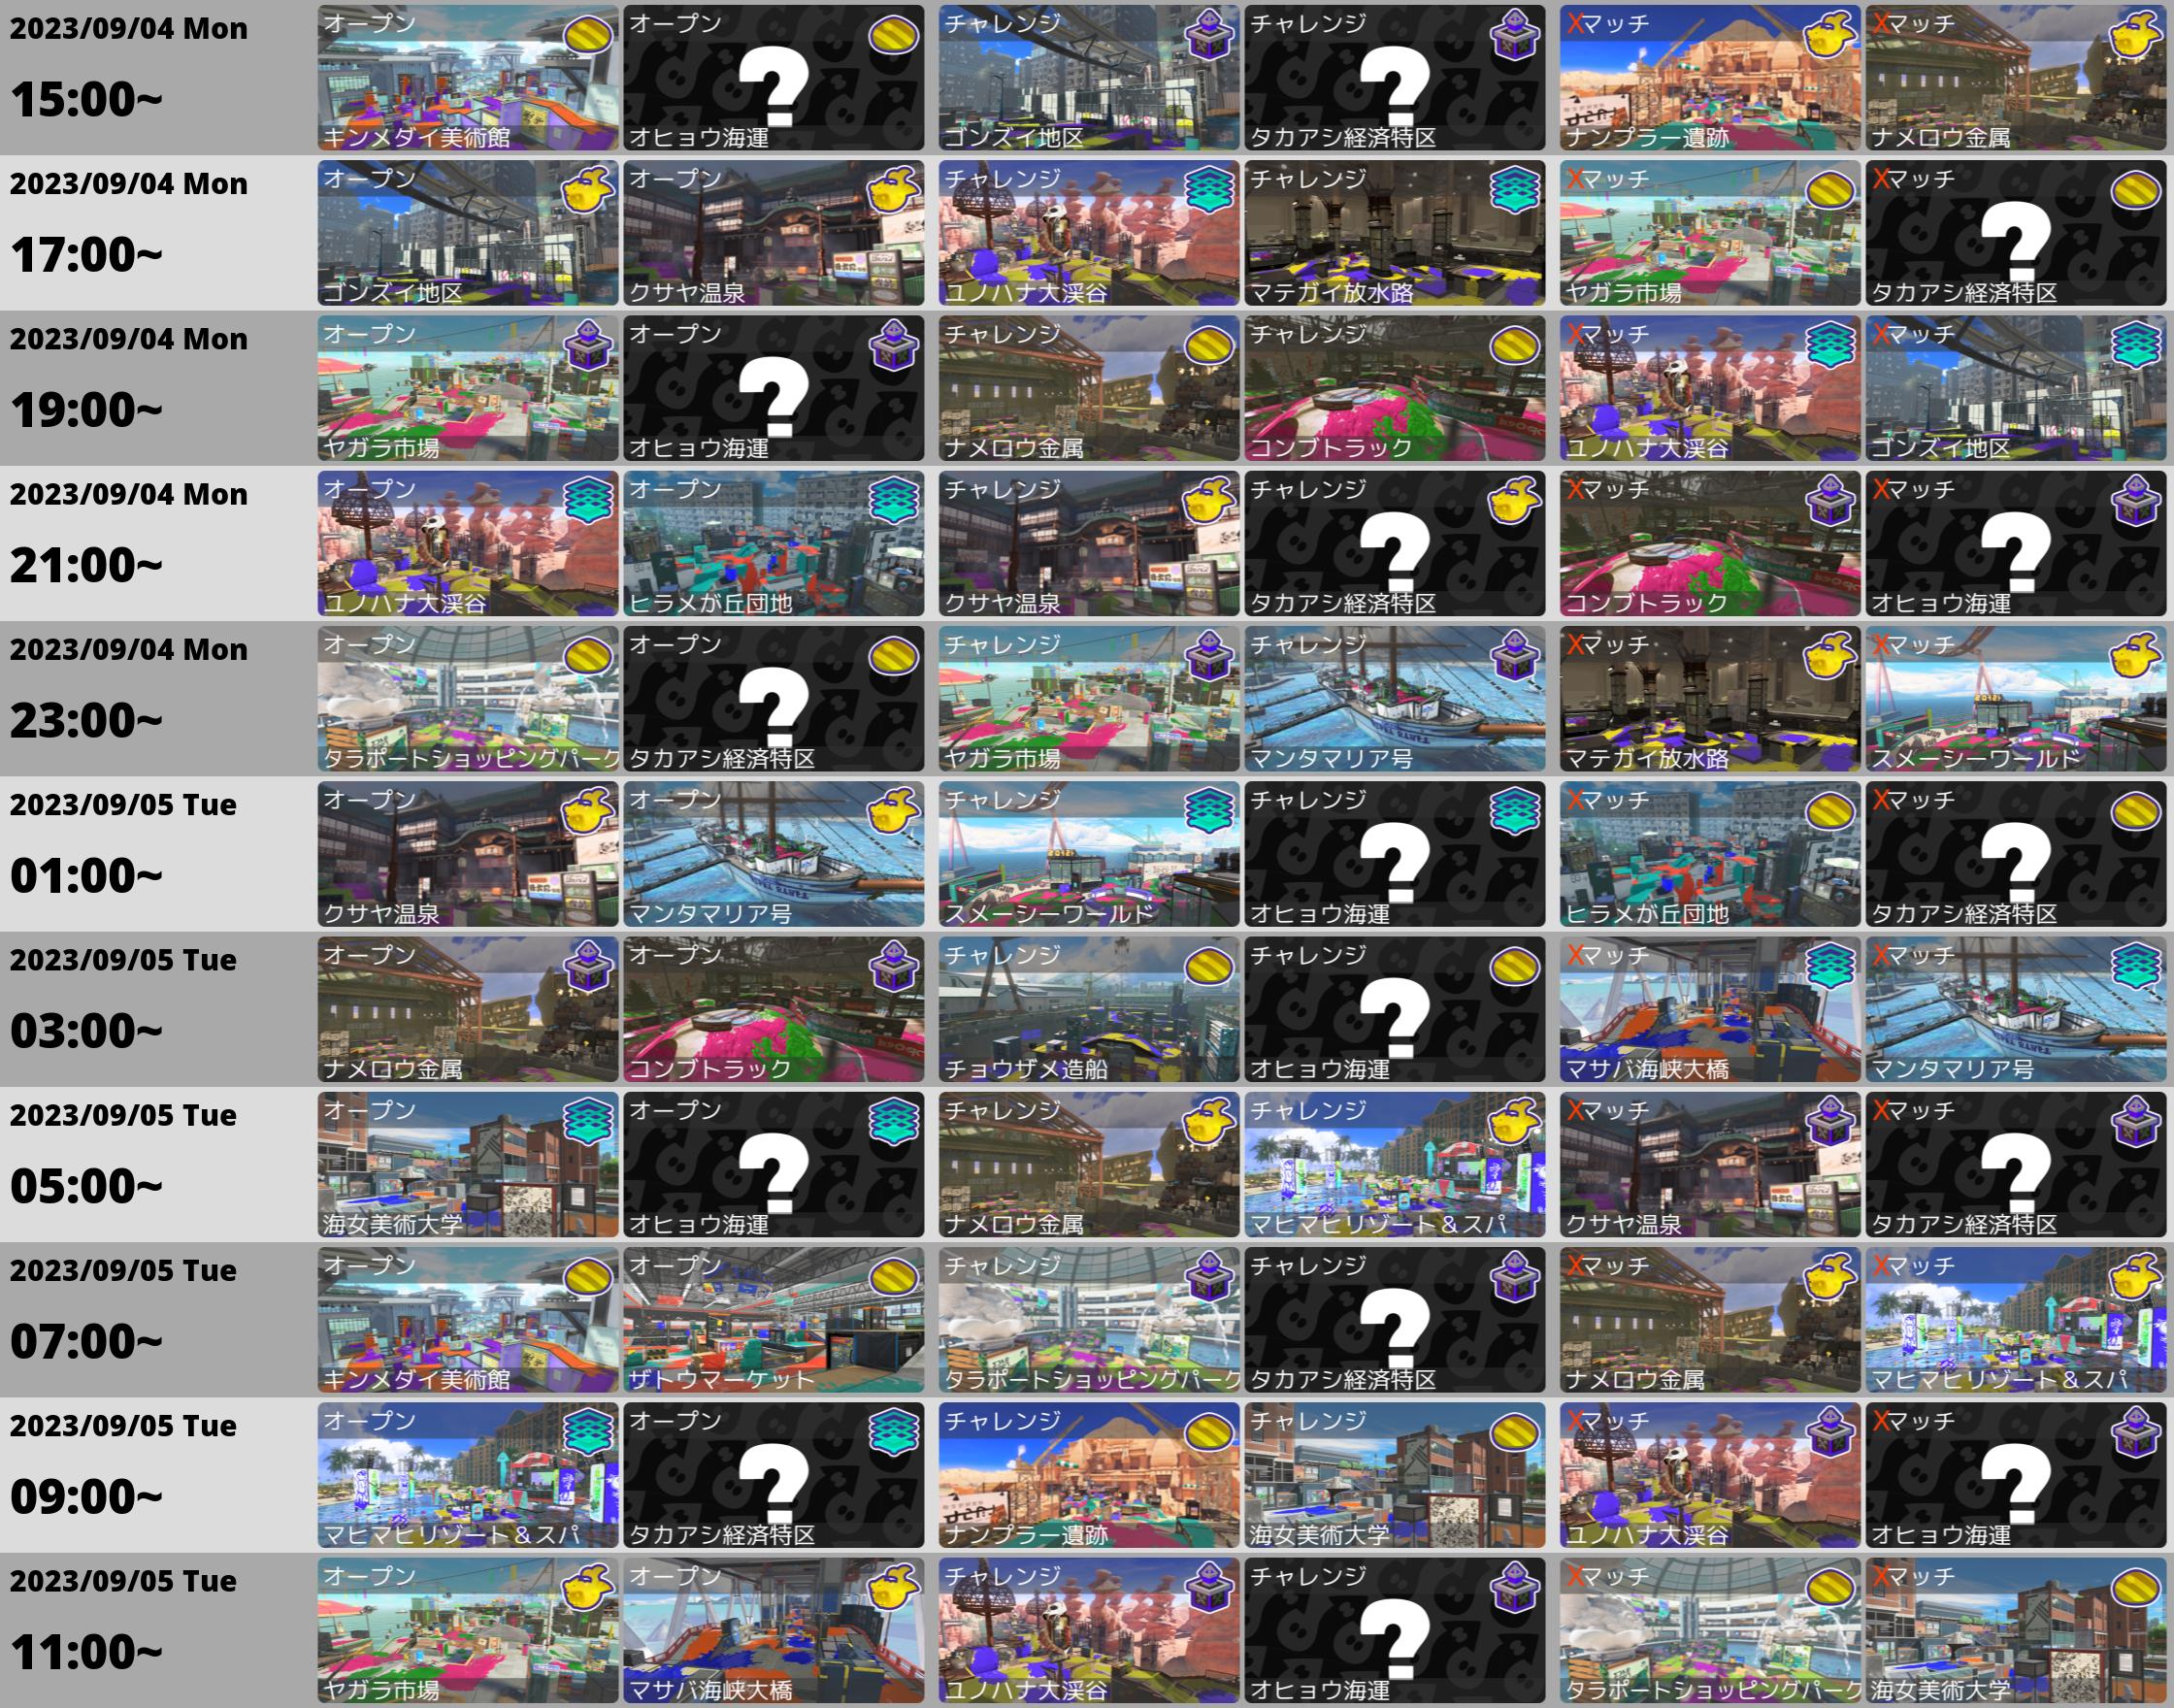 2023/09/04 Mon
15:00~
オープン
キンメダイ美術館
オープン
?
オヒョウ海運
チャレンジ
ゴンズイ地区
チャレンジ
?
タカアシ経済特区
Xマッチ
ナンプラー遺跡
Xマッチ
ナメロウ金属
2023/09/04 Mon
17:00~
オープン
ゴンズイ地区
オープン
クサヤ温泉
チャレンジ
ユノハナ大渓谷
チャレンジ
マテガイ放水路
Xマッチ
ヤガラ市場
Xマッチ
?
タカアシ経済特区
2023/09/04 Mon
19:00~
オープン
ヤガラ市場
オープン
?
オヒョウ海運
チャレンジ
ナメロウ金属
チャレンジ
コンブトラック
Xマッチ
ユノハナ大渓谷
Xマッチ
ゴンズイ地区
2023/09/04 Mon
21:00~
オープン
ユノハナ大渓谷
オープン
ヒラメが丘団地
チャレンジ
クサヤ温泉
チャレンジ
?
タカアシ経済特区
Xマッチ
コンブトラック
Xマッチ
?
オヒョウ海運
2023/09/04 Mon
23:00~
オープン
タラポートショッピングパーク
オープン
?
タカアシ経済特区
チャレンジ
ヤガラ市場
チャレンジ
マンタマリア号
Xマッチ
マテガイ放水路
Xマッチ
スメーシーワールド
2023/09/05 Tue
01:00~
オープン
クサヤ温泉
オープン
マンタマリア号
チャレンジ
スメーシーワールド
チャレンジ
?
オヒョウ海運
Xマッチ
ヒラメが丘団地
Xマッチ
?
タカアシ経済特区
2023/09/05 Tue
03:00~
オープン
ナメロウ金属
オープン
コンブトラック
チャレンジ
チョウザメ造船
チャレンジ
?
オヒョウ海運
Xマッチ
マサバ海峡大橋
Xマッチ
マンタマリア号
2023/09/05 Tue
05:00~
オープン
海女美術大学
オープン
?
オヒョウ海運
チャレンジ
ナメロウ金属
チャレンジ
マヒマヒリゾート＆スパ
Xマッチ
クサヤ温泉
Xマッチ
?
タカアシ経済特区
2023/09/05 Tue
07:00~
オープン
キンメダイ美術館
オープン
ザトウマーケット
チャレンジ
タラポートショッピングパーク
チャレンジ
?
タカアシ経済特区
Xマッチ
ナメロウ金属
Xマッチ
マヒマヒリゾート＆スパ
2023/09/05 Tue
09:00~
オープン
マヒマヒリゾート＆スパ
オープン
?
タカアシ経済特区
チャレンジ
ナンプラー遺跡
チャレンジ
海女美術大学
Xマッチ
ユノハナ大渓谷
Xマッチ
?
オヒョウ海運
2023/09/05 Tue
11:00~
オープン
ヤガラ市場
オープン
マサバ海峡大橋
チャレンジ
ユノハナ大渓谷
チャレンジ
?
オヒョウ海運
Xマッチ
タラポートショッピングパーク
Xマッチ
海女美術大学